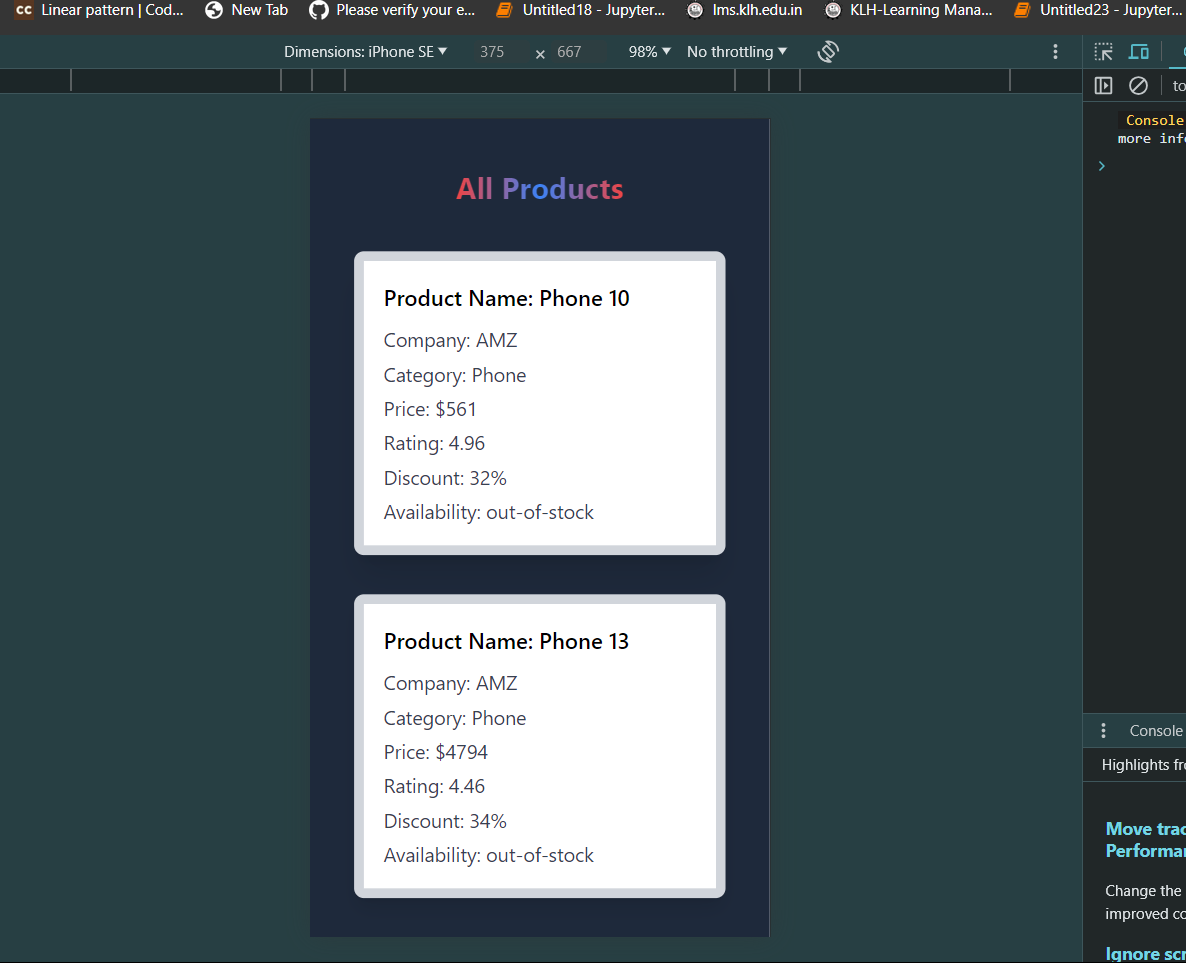 CC Linear pattern | Cod... New Tab Please verify your e... Untitled18 - Jupyter... lms.klh.edu.in KLH-Learning Mana... Untitled23 - Jupyter...
Dimensions: iPhone SE 375 × 667 98% No throttling
to
Console
more info
All Products
Product Name: Phone 10
Company: AMZ
Category: Phone
Price: $561
Rating: 4.96
Discount: 32%
Availability: out-of-stock
Product Name: Phone 13
Company: AMZ
Category: Phone
Price: $4794
Rating: 4.46
Discount: 34%
Availability: out-of-stock
Console
Highlights fr
Move trac
Performan
Change the
improved co
Ignore scr